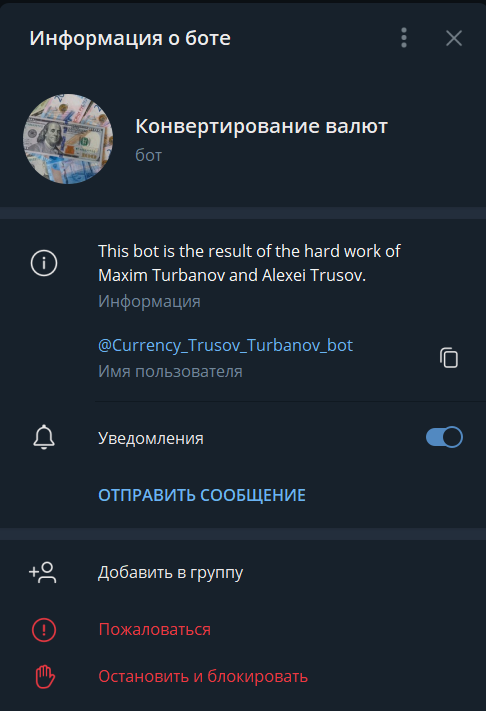 Информация о боте
Конвертирование валют
бот
This bot is the result of the hard work of
Maxim Turbanov and Alexei Trusov.
Информация
@Currency_Trusov_Turbanov_bot
Имя пользователя
Уведомления
ОТПРАВИТЬ СООБЩЕНИЕ
Добавить в группу
Пожаловаться
Остановить и блокировать